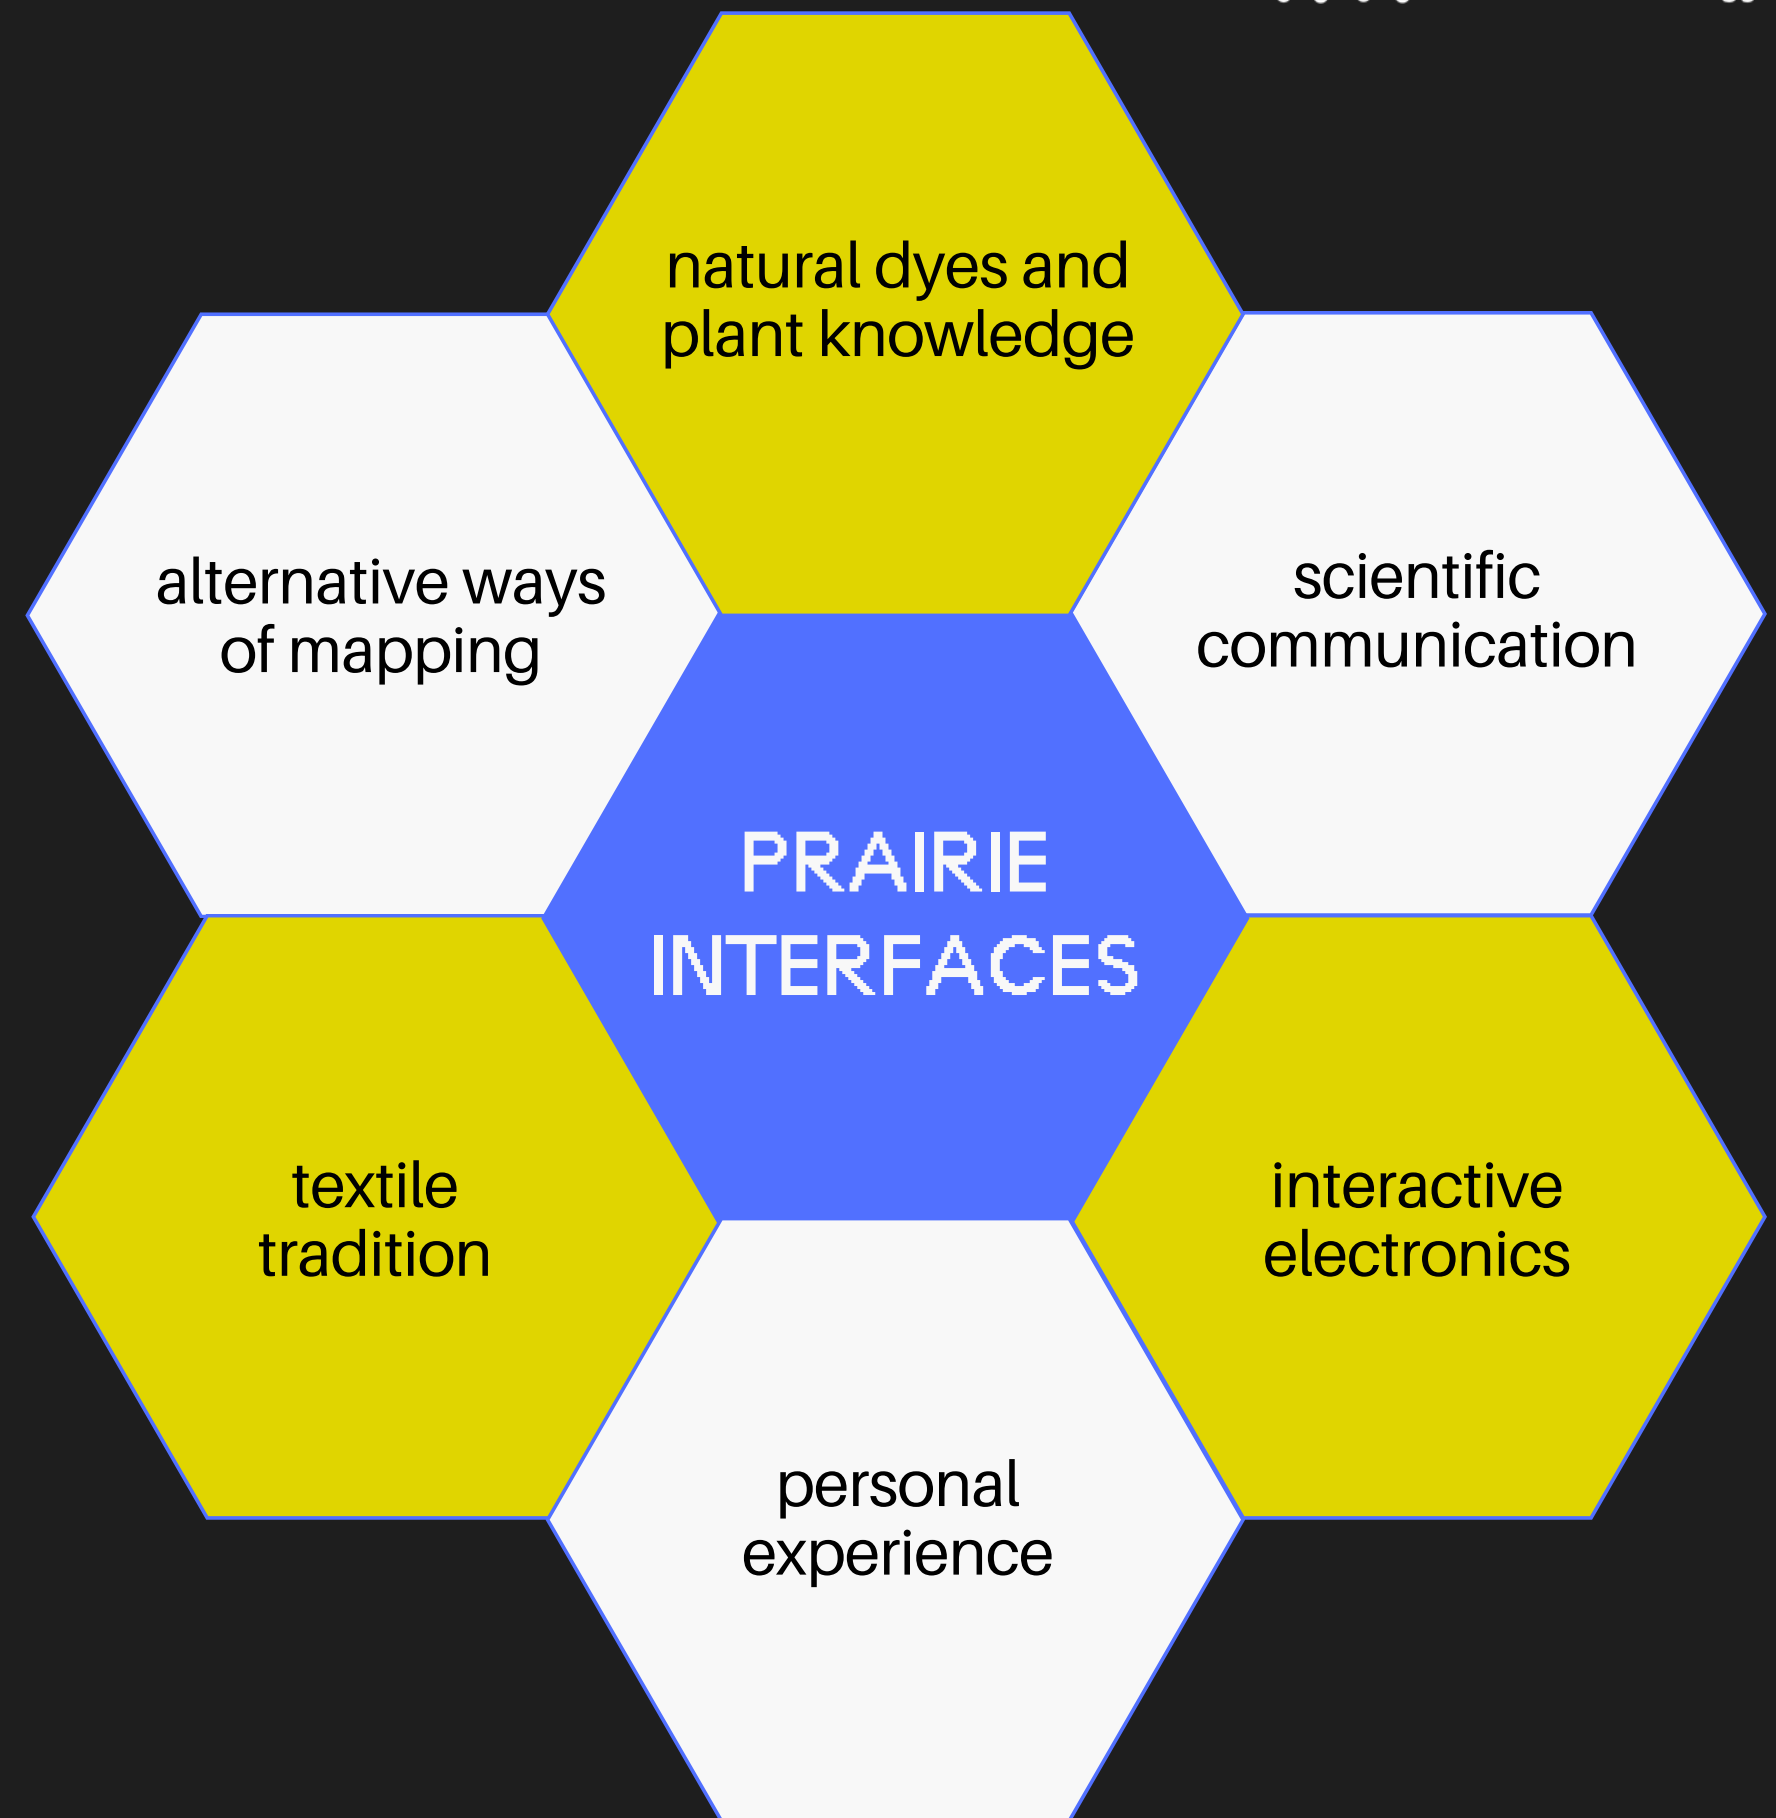 natural dyes and
plant knowledge
alternative ways
of mapping
scientific
communication
PRAIRIE
INTERFACES
textile
tradition
interactive
electronics
personal
experience